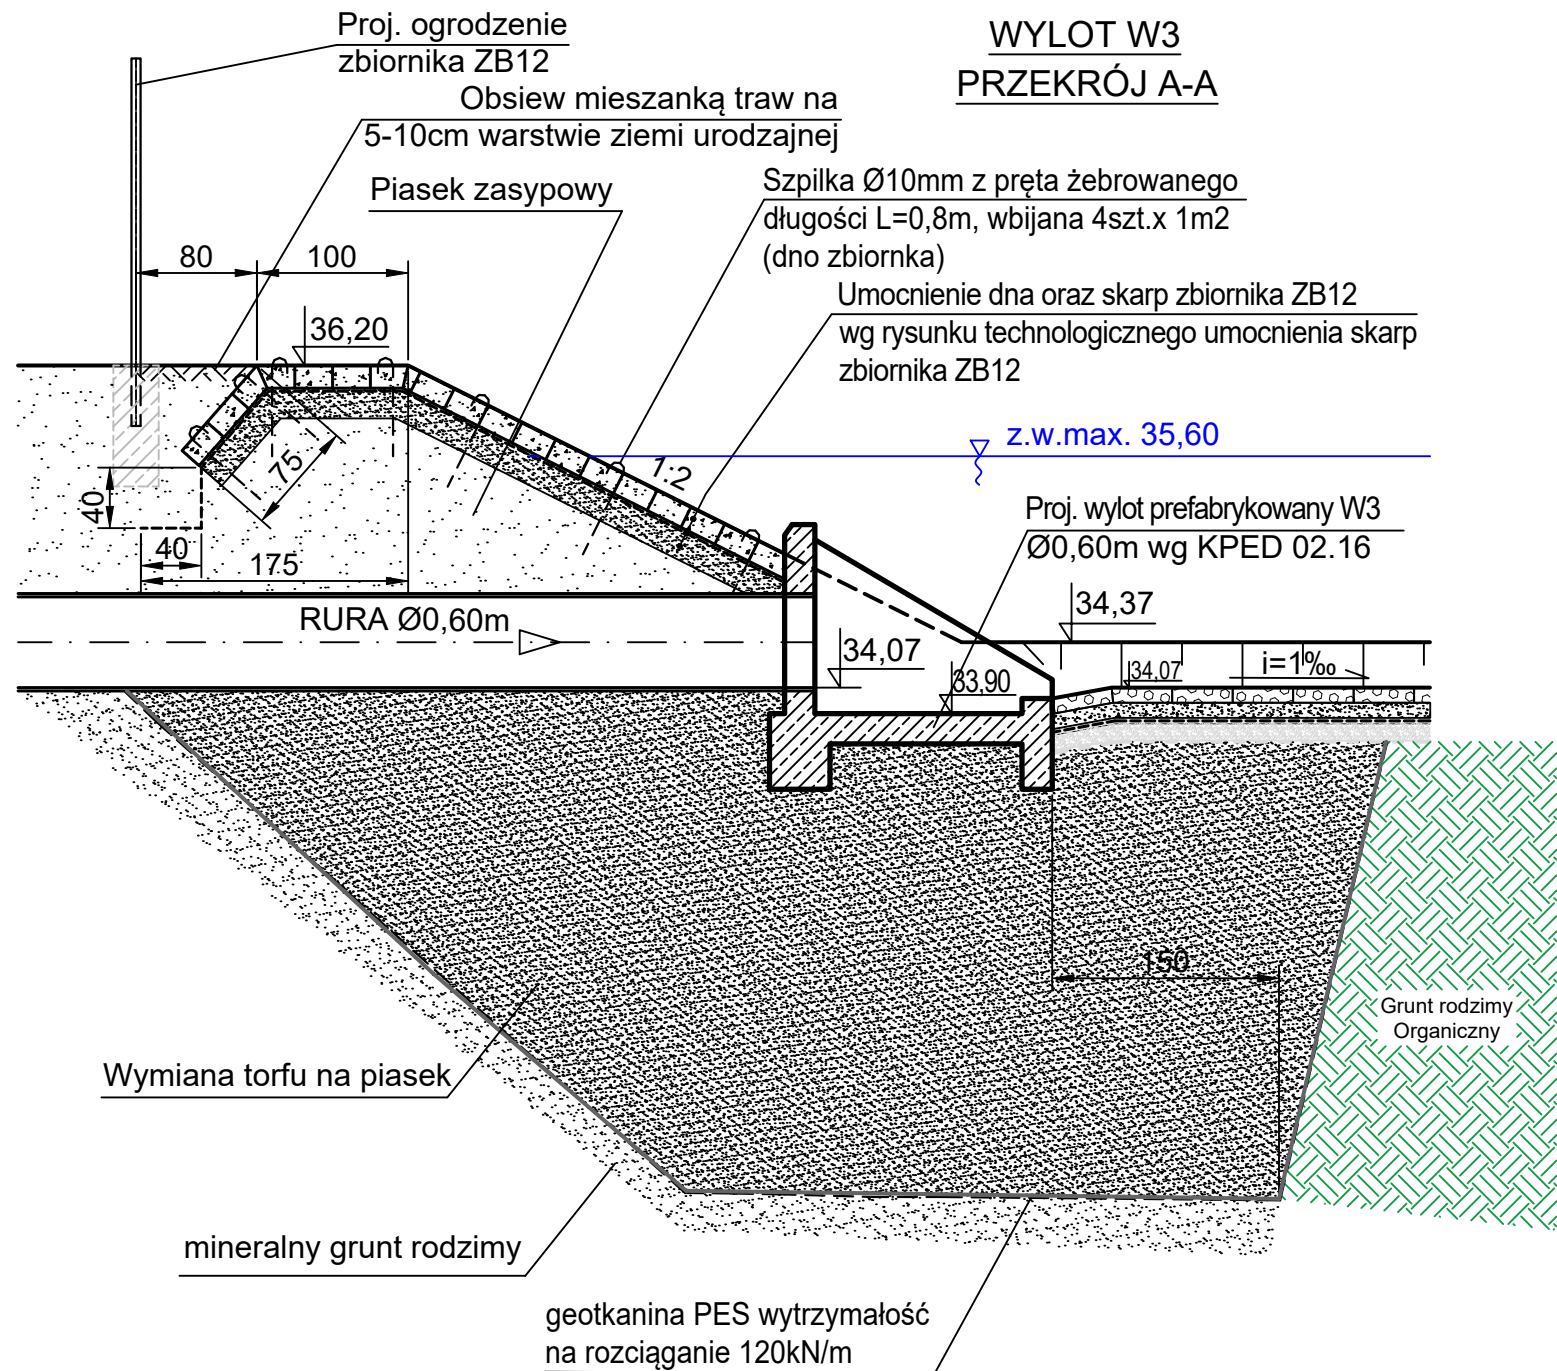 WYLOT W3
PRZEKRÓJ A-A
Proj. ogrodzenie
zbiornika ZB12
Obsiew mieszanką traw na
5-10cm warstwie ziemi urodzajnej
Piasek zasypowy
Szpilka Ø10mm z pręta żebrowanego
długości L=0,8m, wbijana 4szt.x 1m2
(dno zbiornka)
80
100
Umocnienie dna oraz skarp zbiornika ZB12
wg rysunku technologicznego umocnienia skarp
zbiornika ZB12
36,20
z.w.max. 35,60
1:2
75
40
40
175
Proj. wylot prefabrykowany W3
Ø0,60m wg KPED 02.16
RURA Ø0,60m
34,37
34,07
33,90
34,07
i=1‰
150
Grunt rodzimy
Organiczny
Wymiana torfu na piasek
mineralny grunt rodzimy
geotkanina PES wytrzymałość
na rozciąganie 120kN/m